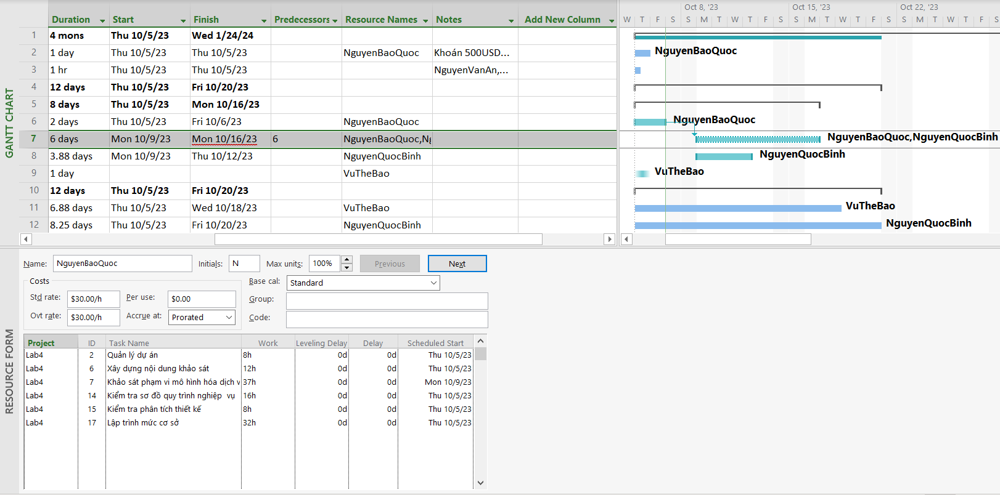 GANTT CHART
Duration Start Finish Predecessors Resource Names Notes Add New Column
1 4 mons Thu 10/5/23 Wed 1/24/24
2 1 day Thu 10/5/23 Thu 10/5/23 NguyenBaoQuoc Khoán 500USD...
3 1 hr Thu 10/5/23 Thu 10/5/23 NguyenVanAn,...
4 12 days Thu 10/5/23 Fri 10/20/23
5 8 days Thu 10/5/23 Mon 10/16/23
6 2 days Thu 10/5/23 Fri 10/6/23 NguyenBaoQuoc
7 6 days Mon 10/9/23 Mon 10/16/23 6 NguyenBaoQuoc,Ng
8 3.88 days Mon 10/9/23 Thu 10/12/23 NguyenQuocBinh
9 1 day VuTheBao
10 12 days Thu 10/5/23 Fri 10/20/23
11 6.88 days Thu 10/5/23 Wed 10/18/23 VuTheBao
12 8.25 days Thu 10/5/23 Fri 10/20/23 NguyenQuocBinh
Oct 8, '23 Oct 15, '23 Oct 22, '23
W T F S S M T W T F S S M T W T F S S M T W T F S
NguyenBaoQuoc
NguyenBaoQuoc
NguyenBaoQuoc,NguyenQuocBinh
NguyenQuocBinh
VuTheBao
VuTheBao
NguyenQuocBinh
RESOURCE FORM
Name: NguyenBaoQuoc Initials: N Max units: 100% Previous Next
Costs Base cal: Standard
Std rate: $30.00/h Per use: $0.00 Group:
Ovt rate: $30.00/h Accrue at: Prorated Code:
Project ID Task Name Work Leveling Delay Delay Scheduled Start
Lab4 2 Quản lý dự án 8h 0d 0d Thu 10/5/23
Lab4 6 Xây dựng nội dung khảo sát 12h 0d 0d Thu 10/5/23
Lab4 7 Khảo sát phạm vi mô hình hóa dịch v 37h 0d 0d Mon 10/9/23
Lab4 14 Kiểm tra sơ đồ quy trình nghiệp vụ 16h 0d 0d Thu 10/5/23
Lab4 15 Kiểm tra phân tích thiết kế 8h 0d 0d Thu 10/5/23
Lab4 17 Lập trình mức cơ sở 32h 0d 0d Thu 10/5/23